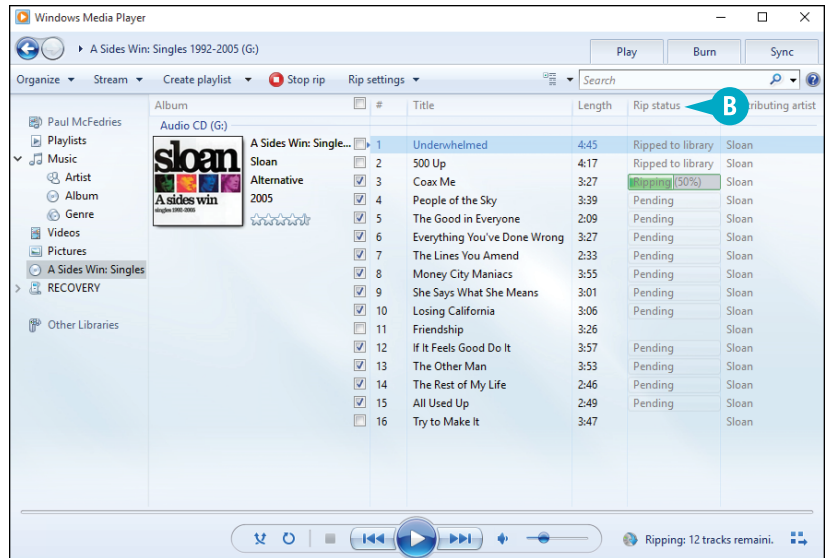 Windows Media Player
A Sides Win: Singles 1992-2005 (G:)
Play Burn Sync
Organize Stream Create playlist Stop rip Rip settings Search
Album # Title Length Rip status B tributing artist
Paul McFedries
Playlists
Music
Artist
Album
Genre
Videos
Pictures
A Sides Win: Singles
RECOVERY
Other Libraries
Audio CD (G:)
sloan
A sides win
singles 1992-2005
A Sides Win: Single...
Sloan
Alternative
2005
1 Underwhelmed 4:45 Ripped to library Sloan
2 500 Up 4:17 Ripped to library Sloan
3 Coax Me 3:27 Ripping (50%) Sloan
4 People of the Sky 3:39 Pending Sloan
5 The Good in Everyone 2:09 Pending Sloan
6 Everything You've Done Wrong 3:27 Pending Sloan
7 The Lines You Amend 2:33 Pending Sloan
8 Money City Maniacs 3:55 Pending Sloan
9 She Says What She Means 3:01 Pending Sloan
10 Losing California 3:06 Pending Sloan
11 Friendship 3:26 Sloan
12 If It Feels Good Do It 3:57 Pending Sloan
13 The Other Man 3:53 Pending Sloan
14 The Rest of My Life 2:46 Pending Sloan
15 All Used Up 2:49 Pending Sloan
16 Try to Make It 3:47 Sloan
Ripping: 12 tracks remaini.